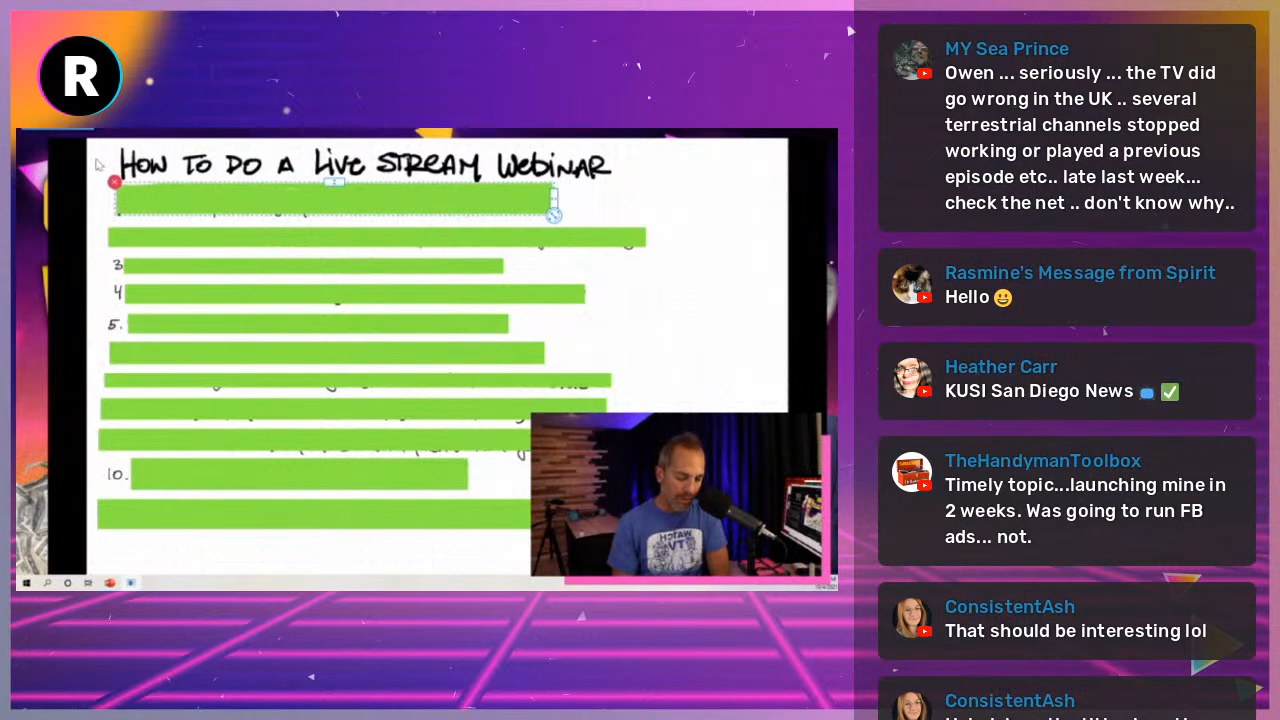 R
HOW TO DO A LIVE STREAM WEBINAR
3
4
5.
10.
WATCH
TV
MY Sea Prince
Owen ... seriously ... the TV did
go wrong in the UK .. several
terrestrial channels stopped
working or played a previous
episode etc.. late last week...
check the net .. don't know why..
Rasmine's Message from Spirit
Hello 😀
Heather Carr
KUSI San Diego News ✅
TheHandymanToolbox
Timely topic...launching mine in
2 weeks. Was going to run FB
ads... not.
ConsistentAsh
That should be interesting lol
ConsistentAsh